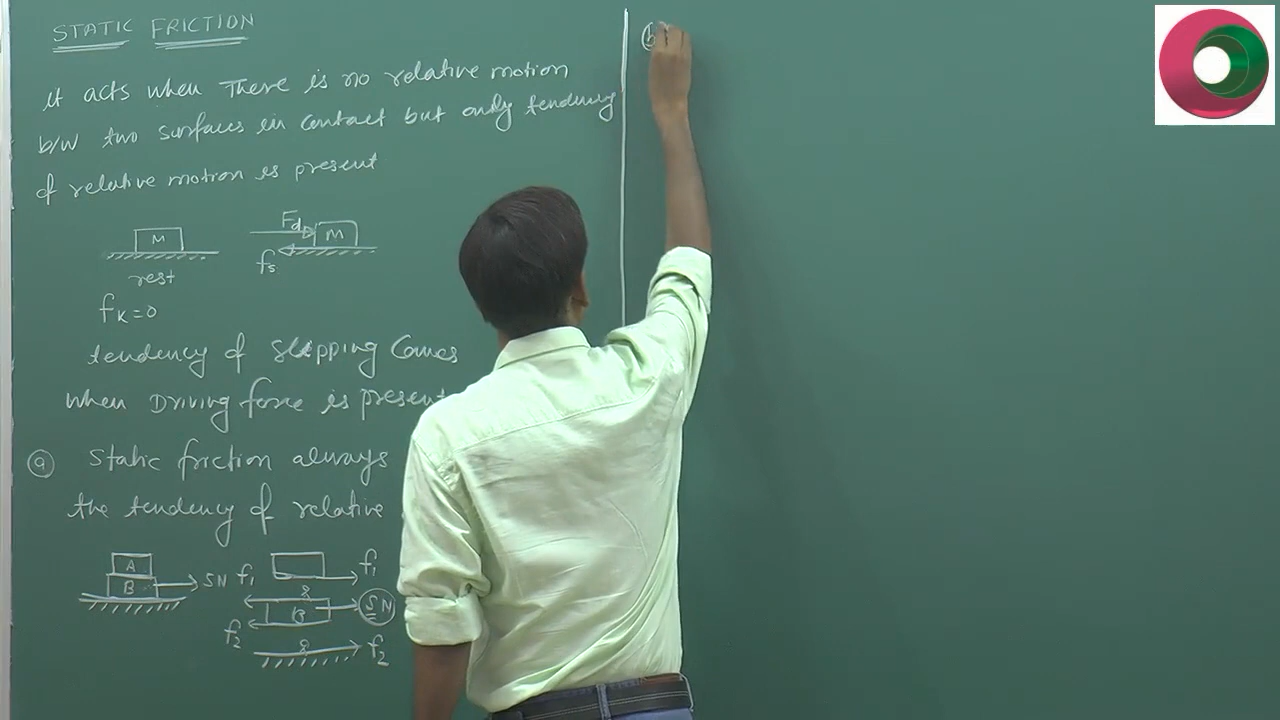 STATIC FRICTION
it acts when There is no relative motion
b/w two surfaces in contact but only tendency
of relative motion is present
M
rest
fK=0
Fd
M
fs
tendency of Slipping Comes
when Driving force is present
(a) Static friction always
the tendency of relative
A
B
5N
f1
f1
B
5N
f2
f2
(b)